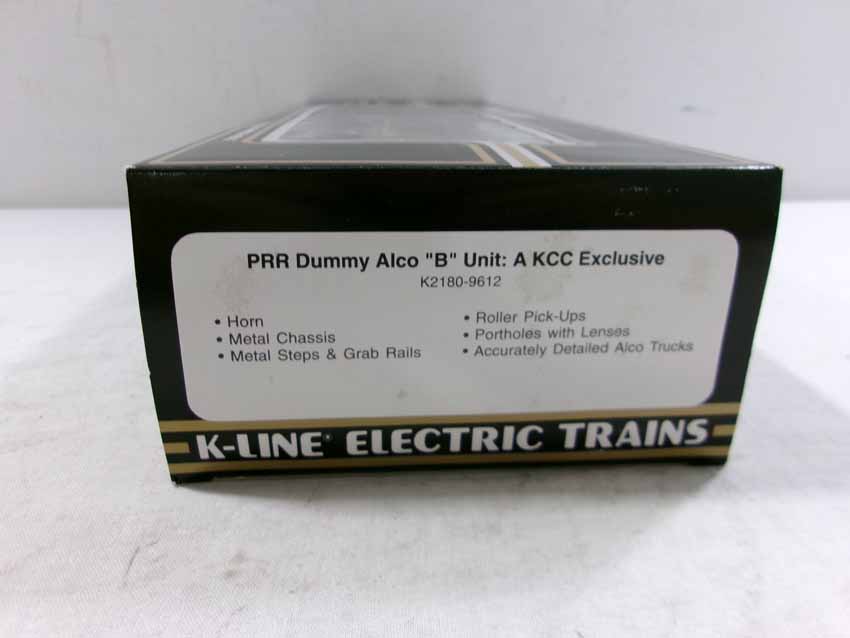 PRR Dummy Alco "B" Unit: A KCC Exclusive
K2180-9612
• Horn
• Metal Chassis
• Metal Steps & Grab Rails
• Roller Pick-Ups
• Portholes with Lenses
• Accurately Detailed Alco Trucks
K-LINE® ELECTRIC TRAINS